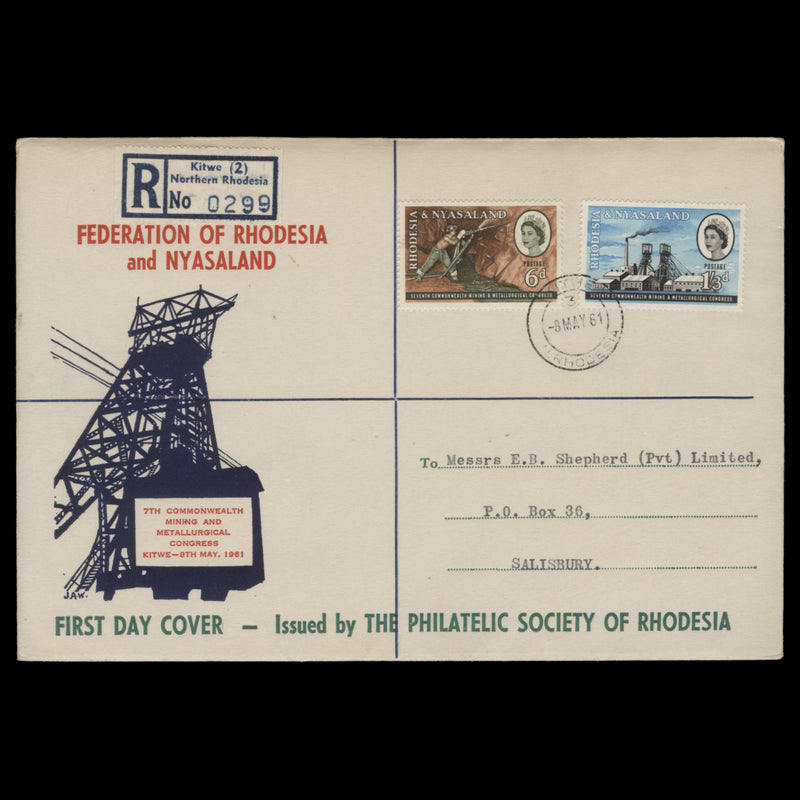 R
Kitwe (2)
Northern Rhodesia
No 0299
FEDERATION OF RHODESIA
and NYASALAND
RHODESIA
& NYASALAND
POSTAGE
6d
SEVENTH COMMONWEALTH MINING & METALLURGICAL CONGRESS
RHODESIA
& NYASALAND
POSTAGE
1/3d
SEVENTH COMMONWEALTH MINING & METALLURGICAL CONGRESS
-8 MAY 61
N. RHODESIA
To Messrs E.B. Shepherd (Pvt) Limited,
P.O. Box 36,
SALISBURY.
7TH COMMONWEALTH
MINING AND
METALLURGICAL
CONGRESS
KITWE—8TH MAY, 1961
J.A.W.
FIRST DAY COVER — Issued by THE PHILATELIC SOCIETY OF RHODESIA